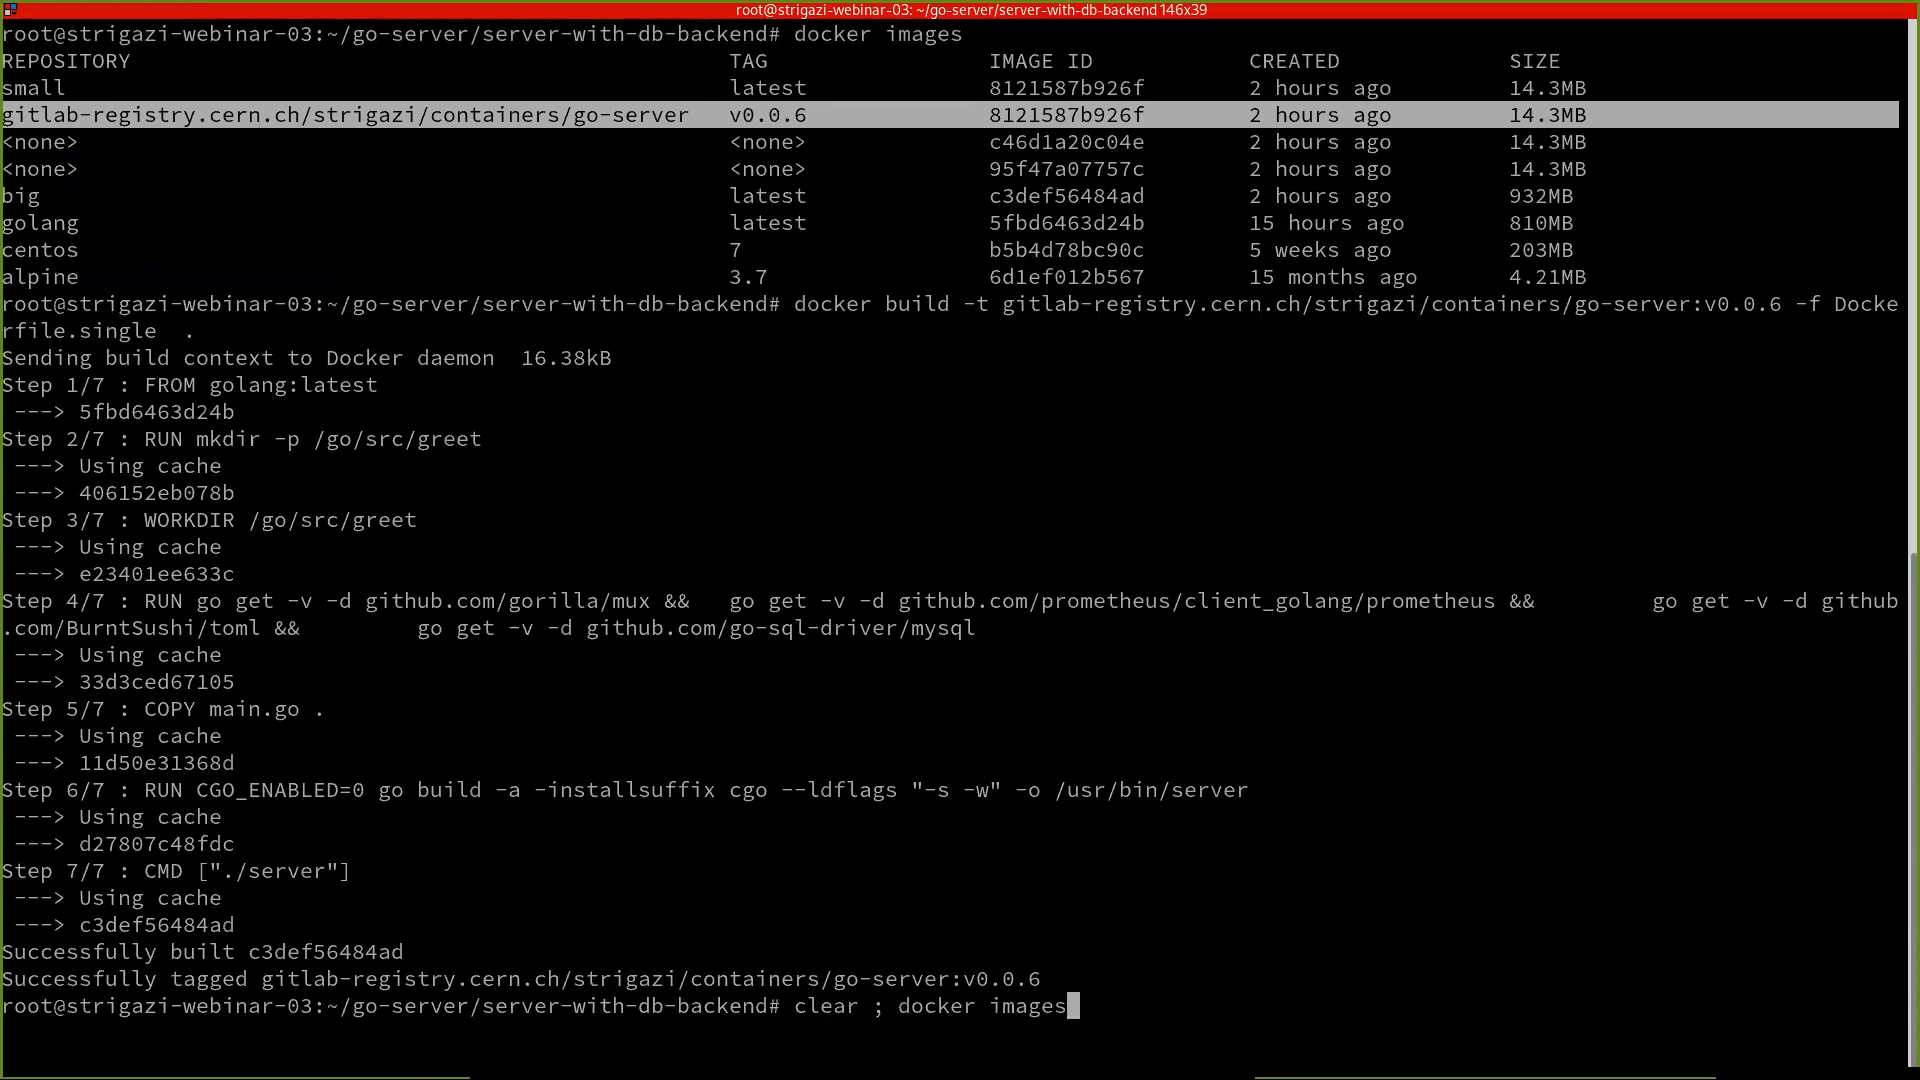 root@strigazi-webinar-03: ~/go-server/server-with-db-backend 146x39
root@strigazi-webinar-03:~/go-server/server-with-db-backend# docker images
REPOSITORY TAG IMAGE ID CREATED SIZE
small latest 8121587b926f 2 hours ago 14.3MB
gitlab-registry.cern.ch/strigazi/containers/go-server v0.0.6 8121587b926f 2 hours ago 14.3MB
<none> <none> c46d1a20c04e 2 hours ago 14.3MB
<none> <none> 95f47a07757c 2 hours ago 14.3MB
big latest c3def56484ad 2 hours ago 932MB
golang latest 5fbd6463d24b 15 hours ago 810MB
centos 7 b5b4d78bc90c 5 weeks ago 203MB
alpine 3.7 6d1ef012b567 15 months ago 4.21MB
root@strigazi-webinar-03:~/go-server/server-with-db-backend# docker build -t gitlab-registry.cern.ch/strigazi/containers/go-server:v0.0.6 -f Docke
rfile.single .
Sending build context to Docker daemon 16.38kB
Step 1/7 : FROM golang:latest
---> 5fbd6463d24b
Step 2/7 : RUN mkdir -p /go/src/greet
---> Using cache
---> 406152eb078b
Step 3/7 : WORKDIR /go/src/greet
---> Using cache
---> e23401ee633c
Step 4/7 : RUN go get -v -d github.com/gorilla/mux && go get -v -d github.com/prometheus/client_golang/prometheus && go get -v -d github
.com/BurntSushi/toml && go get -v -d github.com/go-sql-driver/mysql
---> Using cache
---> 33d3ced67105
Step 5/7 : COPY main.go .
---> Using cache
---> 11d50e31368d
Step 6/7 : RUN CGO_ENABLED=0 go build -a -installsuffix cgo --ldflags "-s -w" -o /usr/bin/server
---> Using cache
---> d27807c48fdc
Step 7/7 : CMD ["./server"]
---> Using cache
---> c3def56484ad
Successfully built c3def56484ad
Successfully tagged gitlab-registry.cern.ch/strigazi/containers/go-server:v0.0.6
root@strigazi-webinar-03:~/go-server/server-with-db-backend# clear ; docker images